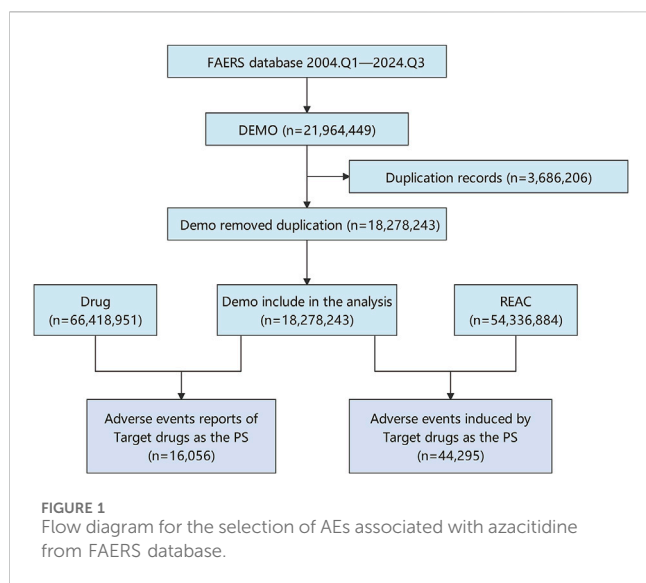 FAERS database 2004.Q1—2024.Q3
DEMO (n=21,964,449)
Duplication records (n=3,686,206)
Demo removed duplication (n=18,278,243)
Drug
(n=66,418,951)
Demo include in the analysis
(n=18,278,243)
REAC
(n=54,336,884)
Adverse events reports of
Target drugs as the PS
(n=16,056)
Adverse events induced by
Target drugs as the PS
(n=44,295)
FIGURE 1
Flow diagram for the selection of AEs associated with azacitidine
from FAERS database.